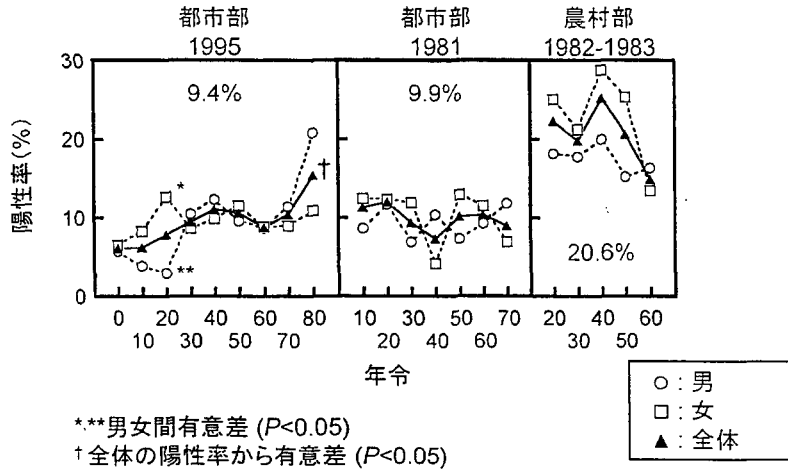 都市部
1995
都市部
1981
農村部
1982-1983
陽性率(%)
30
20
10
0
9.4%
9.9%
20.6%
*
**
†
0 10 20 30 40 50 60 70 80
10 20 30 40 50 60 70
20 30 40 50 60
年令
○ : 男
□ : 女
▲ : 全体
*,**男女間有意差 (P<0.05)
†全体の陽性率から有意差 (P<0.05)